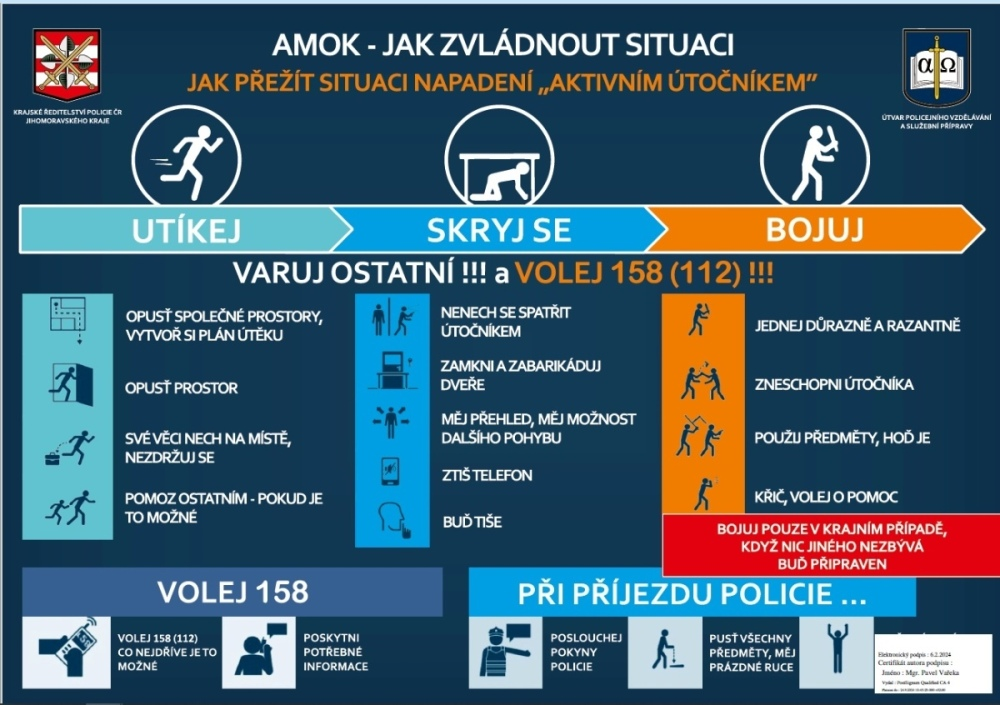 AMOK - JAK ZVLÁDNOUT SITUACI
JAK PŘEŽÍT SITUACI NAPADENÍ „AKTIVNÍM ÚTOČNÍKEM”
KRAJSKÉ ŘEDITELSTVÍ POLICIE ČR
JIHOMORAVSKÉHO KRAJE
αΩ
ÚTVAR POLICEJNÍHO VZDĚLÁVÁNÍ
A SLUŽEBNÍ PŘÍPRAVY
UTÍKEJ
SKRYJ SE
BOJUJ
VARUJ OSTATNÍ !!! a VOLEJ 158 (112) !!!
OPUSŤ SPOLEČNÉ PROSTORY,
VYTVOŘ SI PLÁN ÚTĚKU
OPUSŤ PROSTOR
SVÉ VĚCI NECH NA MÍSTĚ,
NEZDRŽUJ SE
POMOZ OSTATNÍM - POKUD JE
TO MOŽNÉ
NENECH SE SPATŘIT
ÚTOČNÍKEM
ZAMKNI A ZABARIKÁDUJ
DVEŘE
MĚJ PŘEHLED, MĚJ MOŽNOST
DALŠÍHO POHYBU
ZTIŠ TELEFON
BUĎ TIŠE
JEDNEJ DŮRAZNĚ A RAZANTNĚ
ZNESCHOPNI ÚTOČNÍKA
POUŽIJ PŘEDMĚTY, HOĎ JE
KŘIČ, VOLEJ O POMOC
BOJUJ POUZE V KRAJNÍM PŘÍPADĚ,
KDYŽ NIC JINÉHO NEZBÝVÁ
BUĎ PŘIPRAVEN
VOLEJ 158
VOLEJ 158 (112)
CO NEJDŘÍVE JE TO
MOŽNÉ
POSKYTNI
POTŘEBNÉ
INFORMACE
PŘI PŘÍJEZDU POLICIE ...
POSLOUCHEJ
POKYNY
POLICIE
PUSŤ VŠECHNY
PŘEDMĚTY, MĚJ
PRÁZDNÉ RUCE
Elektronický podpis : 6.2.2024
Certifikát autora podpisu :
Jméno : Mgr. Pavel Vařeka
Vydal : PostSignum Qualified CA 4